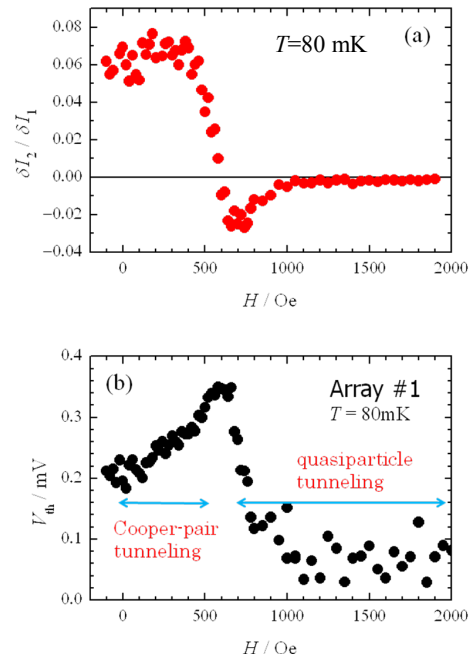 T=80 mK
(a)
δI₂ / δI₁
0.08
0.06
0.04
0.02
0.00
−0.02
−0.04
0
500
1000
1500
2000
H / Oe
(b)
Array #1
T = 80mK
quasiparticle
tunneling
Cooper-pair
tunneling
V_th / mV
0.4
0.3
0.2
0.1
0.0
0
500
1000
1500
2000
H / Oe